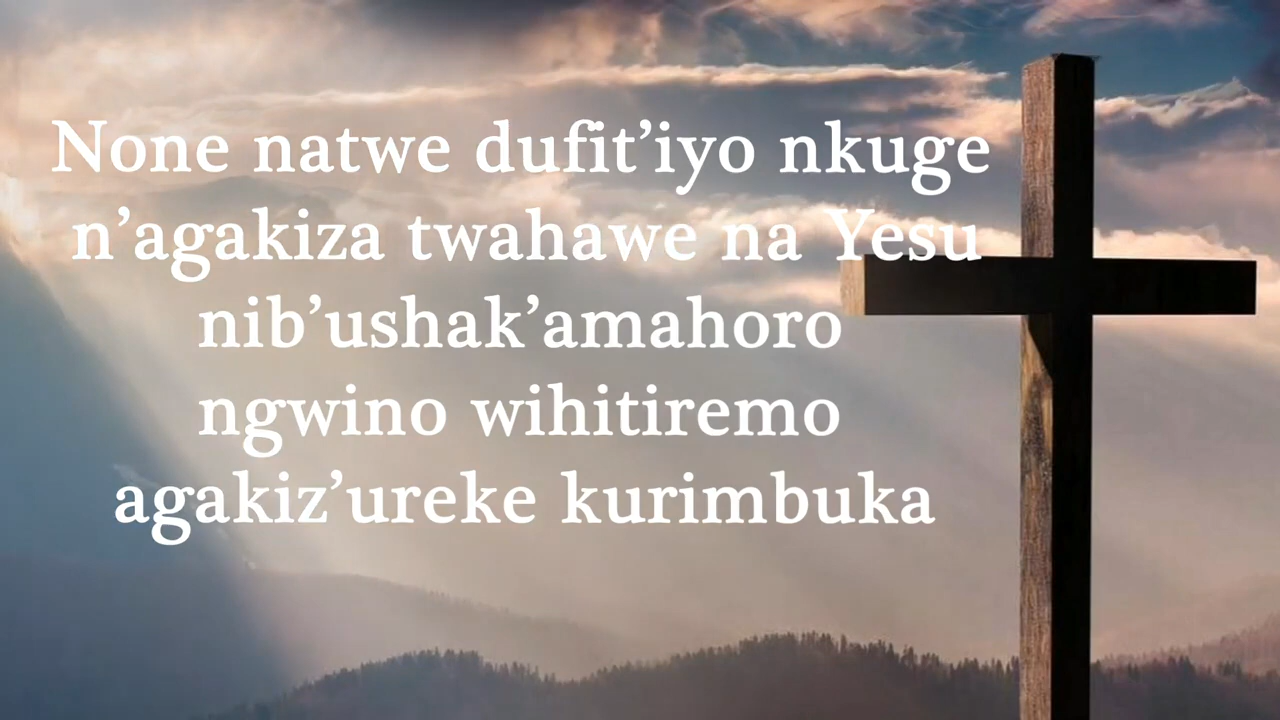 None natwe dufit’iyo nkuge
n’agakiza twahawe na Yesu
nib’ushak’amahoro
ngwino wihitiremo
agakiz’ureke kurimbuka